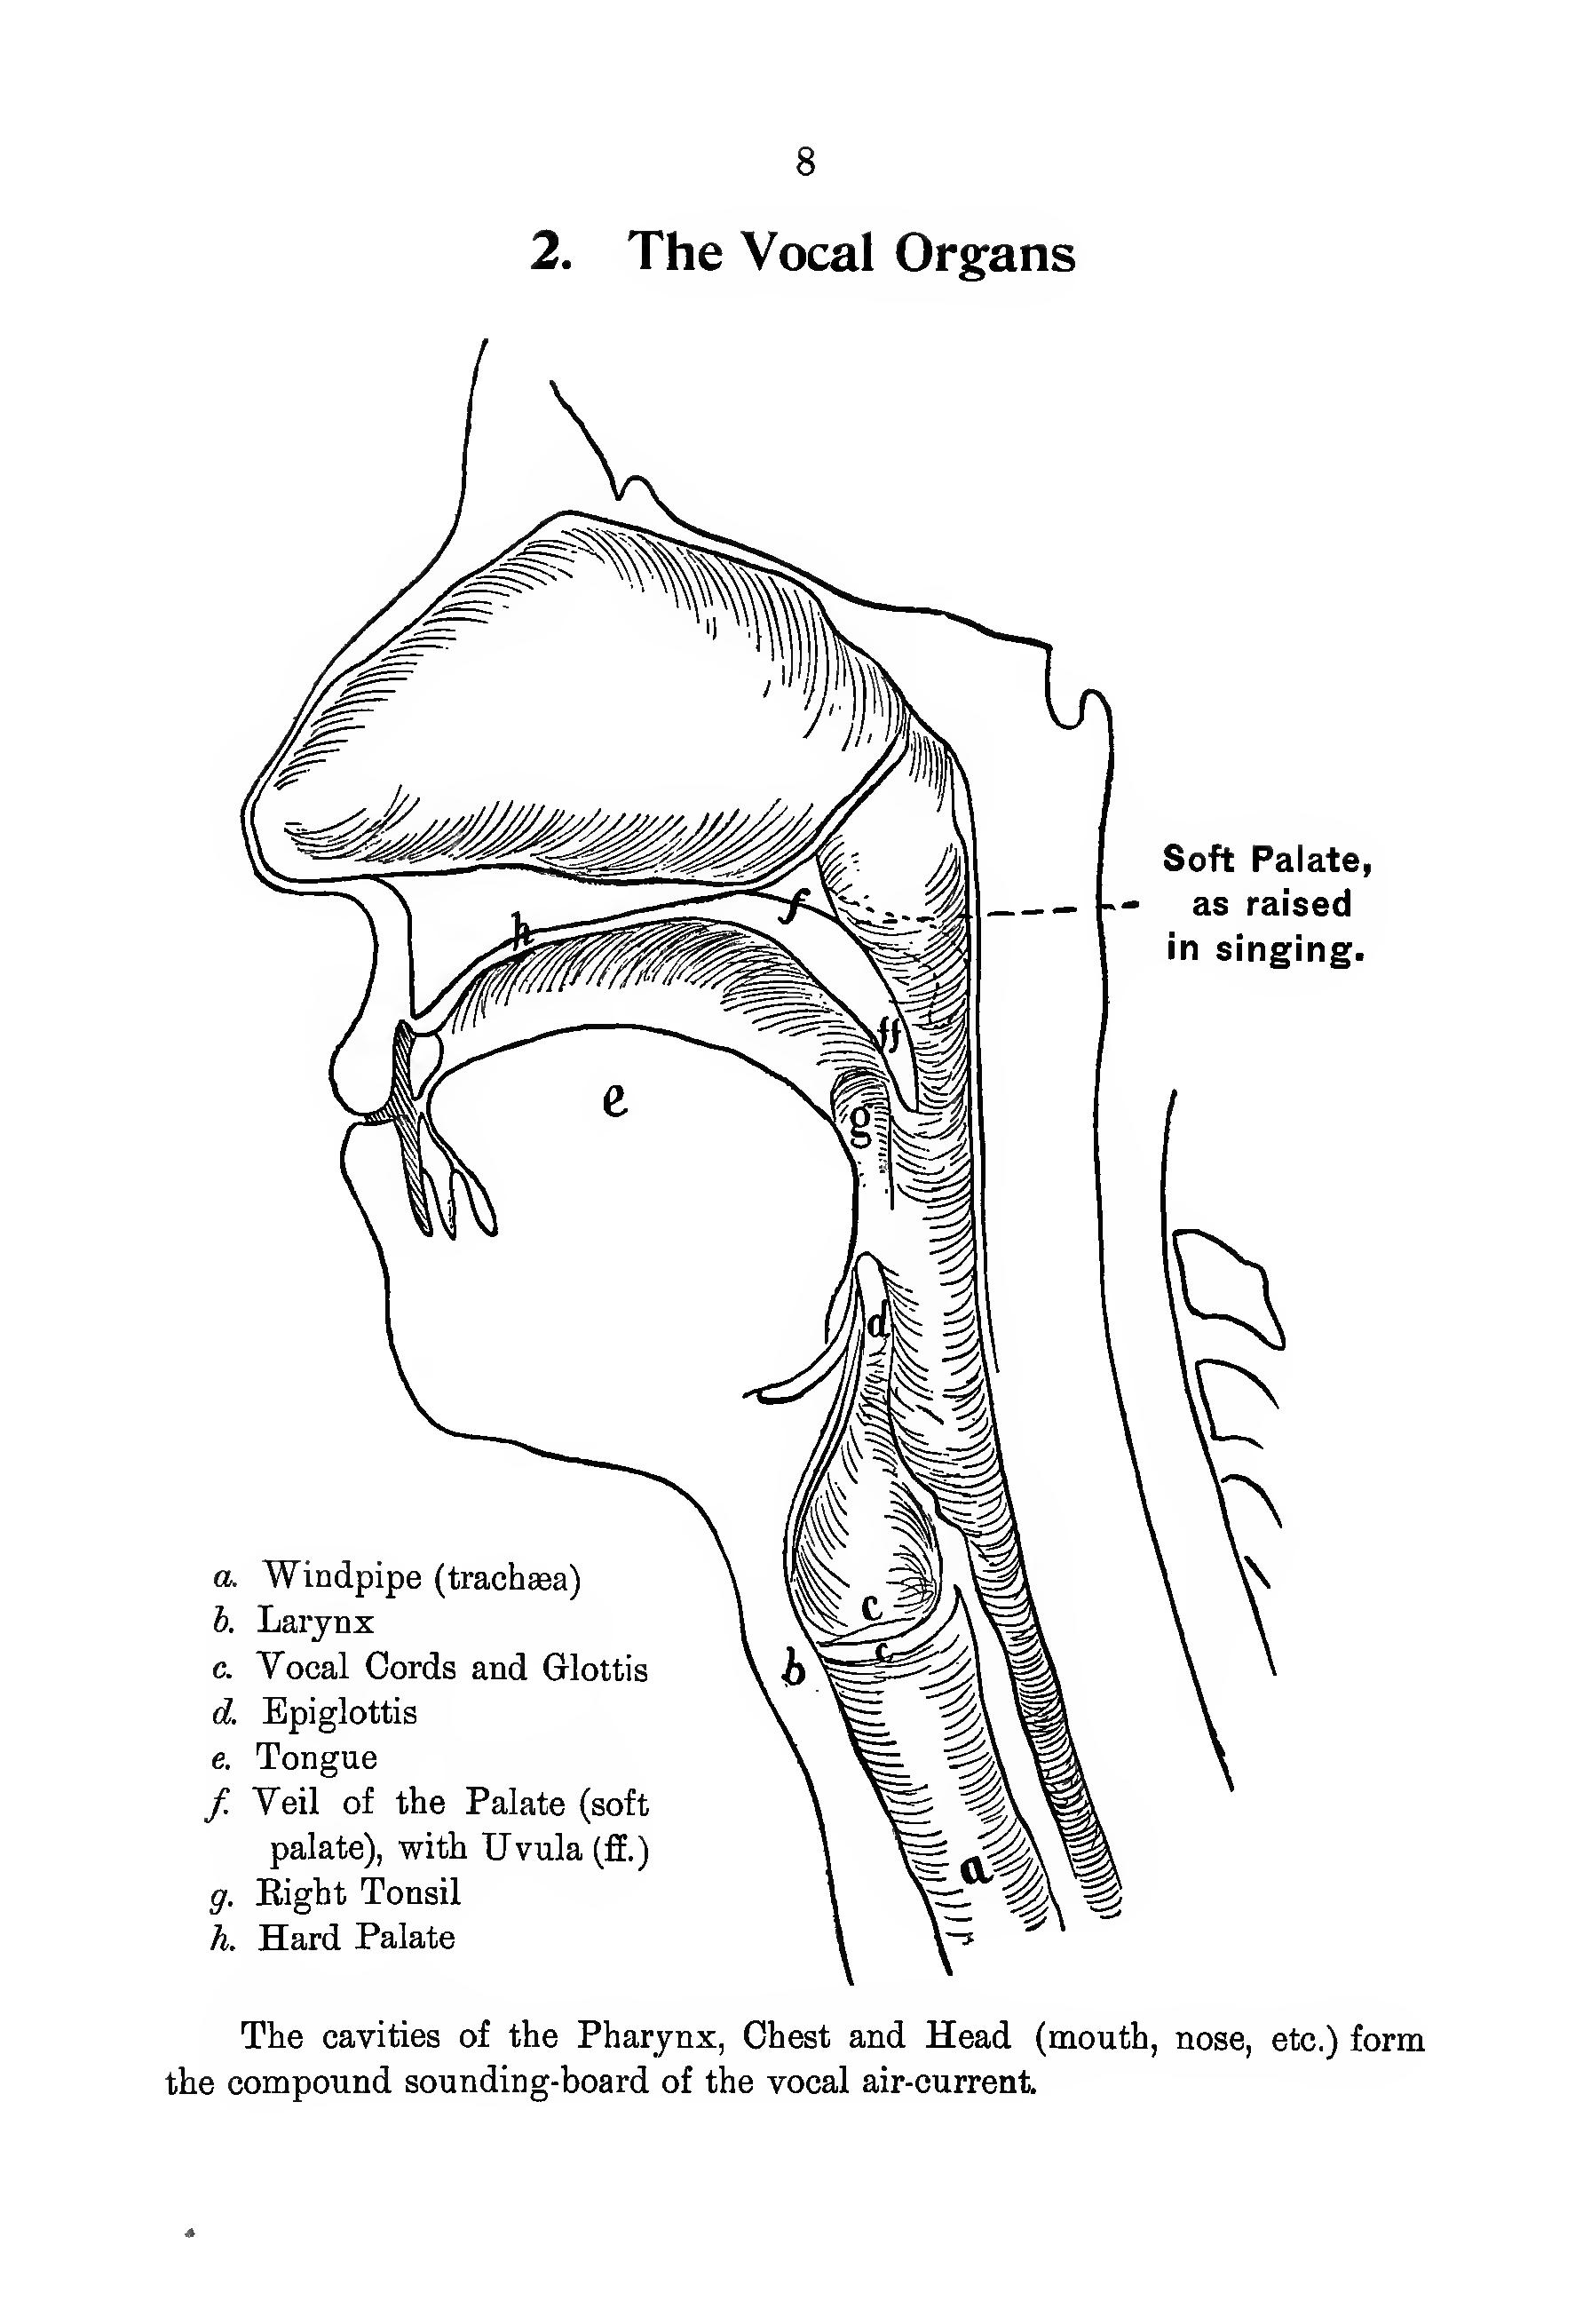 8
2. The Vocal Organs
Soft Palate,
as raised
in singing.
f
h
ff
e
g
d
c
c
b
a
a. Windpipe (trachæa)
b. Larynx
c. Vocal Cords and Glottis
d. Epiglottis
e. Tongue
f. Veil of the Palate (soft
palate), with Uvula (ff.)
g. Right Tonsil
h. Hard Palate
The cavities of the Pharynx, Chest and Head (mouth, nose, etc.) form
the compound sounding-board of the vocal air-current.